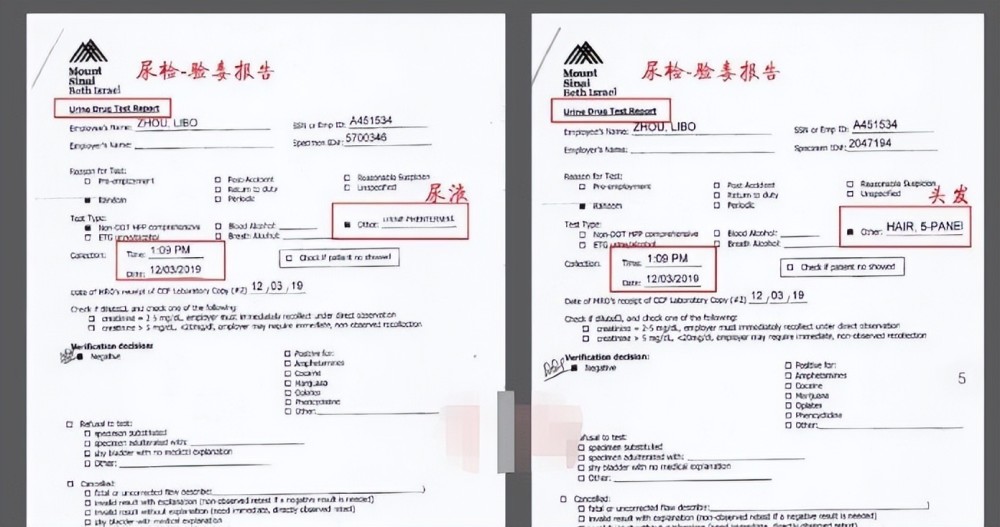 Mount
Sinai
Beth Israel
尿检-验毒报告
Urine Drug Test Report
Employee's Name: ZHOU, LIBO
SSN or Emp ID: A451534
Employer's Name:
Specimen ID#: 5700346
Reason for Test:
Pre-employment
Post-Accident
Reasonable Suspicion
Return to duty
Unspecified
Random
Periodic
尿液
Test Type:
Non-DOT HPP comprehensive
Blood Alcohol:
Other:
ETG
Breath Alcohol:
Collection:
Time: 1:09 PM
Date: 12/03/2019
Check if patient no showed
Date of MRO's receipt of CCF Laboratory Copy (#2) 12/03/19
Check if dilute, and check one of the following
creatinine = 2-5 mg/dL, employer must immediately recollect under direct observation
creatinine > 5 mg/dL, <20mg/dL, employer may require immediate, non observed recollection
Verification decision:
Negative
Positive for:
Amphetamines
Cocaine
Marijuana
Opiates
Phencyclidine
Other:
Refusal to test:
specimen substituted
specimen adulterated with:
shy bladder with no medical explanation
Other:
Cancelled:
fatal or uncorrected flaw describe(
invalid result with explanation (non-observed retest if a negative result is needed)
invalid result without explanation (need immediate, directly observed retest)
shy bladder with medical explanation
Mount
Sinai
Beth Israel
尿检-验毒报告
Urine Drug Test Report
Employee's Name: ZHOU, LIBO
SSN or Emp ID: A451534
Employer's Name:
Specimen ID#: 2047194
Reason for Test:
Pre-employment
Post Accident
Reasonable Suspicion
Return to duty
Unspecified
Random
Periodic
头发
Test Type:
Non-DOT HPP comprehensive
Blood Alcohol:
Other: HAIR, 5-PANEL
ETG
Breath Alcohol:
Collection:
Time: 1:09 PM
Date: 12/03/2019
Check if patient no showed
Date of MRO's receipt of CCF Laboratory Copy (#2) 12/03/19
Check if dilute, and check one of the following:
creatinine = 2-5 mg/dL, employer must immediately recollect under direct observation
creatinine > 5 mg/dL, <20mg/dL, employer may require immediate, non-observed recollection
Verification decision:
Negative
Positive for:
Amphetamines
Cocaine
Marijuana
Opiates
Phencyclidine
Other:
5
Refusal to test:
specimen substituted
specimen adulterated with:
shy bladder with no medical explanation
Other:
Cancelled:
fatal or uncorrected flaw describe(
invalid result with explanation (non-observed retest if a negative result is needed)